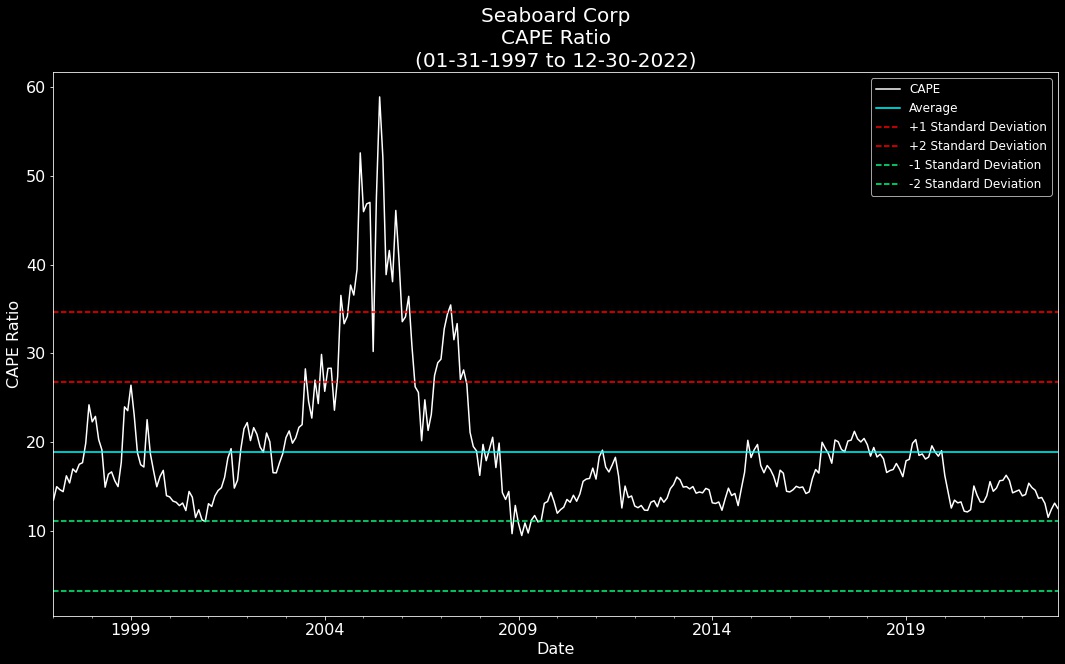 Seaboard Corp
CAPE Ratio
(01-31-1997 to 12-30-2022)
CAPE
Average
+1 Standard Deviation
+2 Standard Deviation
-1 Standard Deviation
-2 Standard Deviation
60
50
40
30
20
10
CAPE Ratio
1999 2004 2009 2014 2019
Date